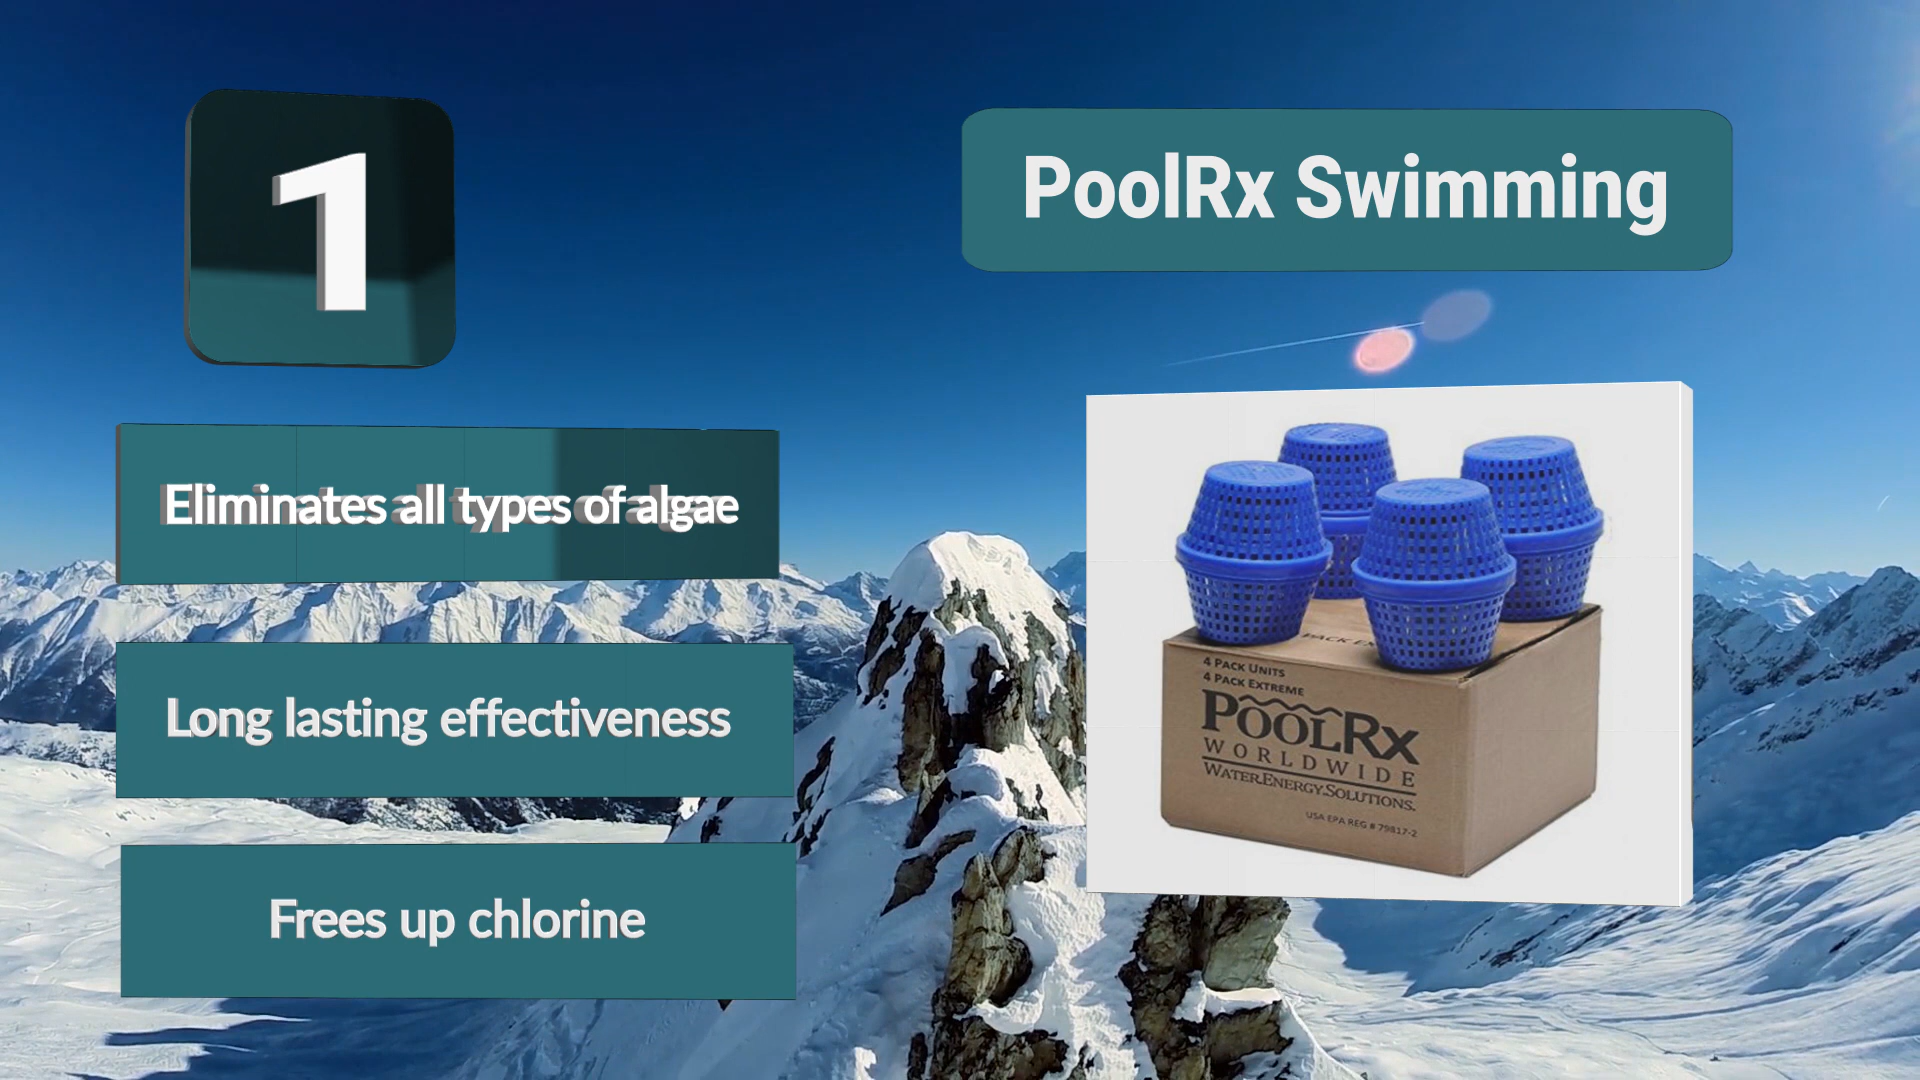 1
PoolRx Swimming
Eliminates all types of algae
Long lasting effectiveness
Frees up chlorine
4 PACK UNITS
4 PACK EXTREME
POOLRX
WORLDWIDE
WATER.ENERGY.SOLUTIONS.
USA EPA REG # 79817-2